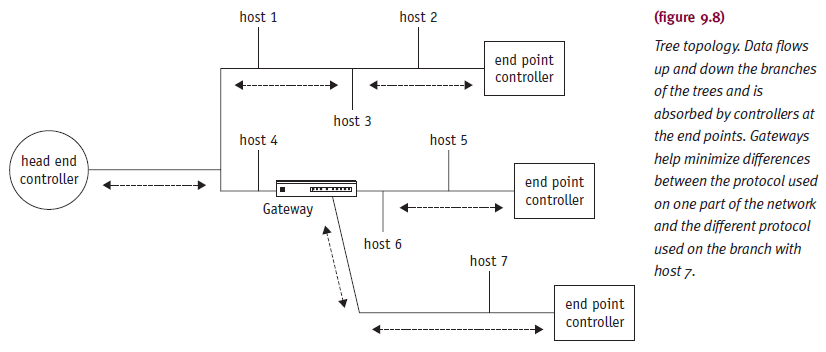 host 1
host 2
end point
controller
host 3
host 4
host 5
head end
controller
Gateway
end point
controller
host 6
host 7
end point
controller
(figure 9.8)
Tree topology. Data flows
up and down the branches
of the trees and is
absorbed by controllers at
the end points. Gateways
help minimize differences
between the protocol used
on one part of the network
and the different protocol
used on the branch with
host 7.